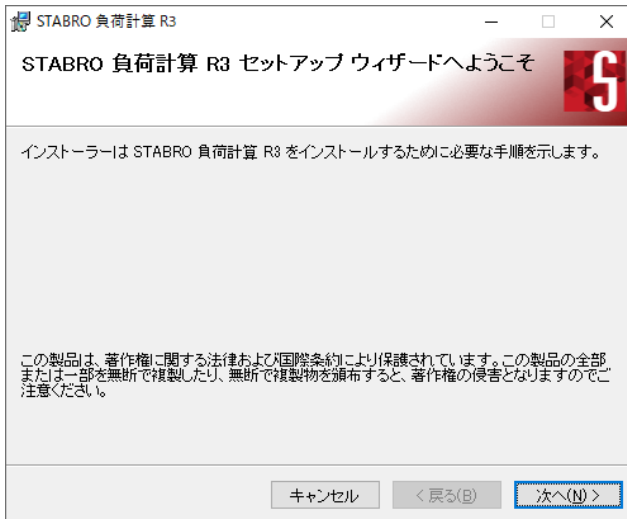 STABRO 負荷計算 R3
STABRO 負荷計算 R3 セットアップ ウィザードへようこそ
インストーラーは STABRO 負荷計算 R3 をインストールするために必要な手順を示します。
この製品は、著作権に関する法律および国際条約により保護されています。この製品の全部
または一部を無断で複製したり、無断で複製物を頒布すると、著作権の侵害となりますのでご
注意ください。
キャンセル
< 戻る(B)
次へ(N) >